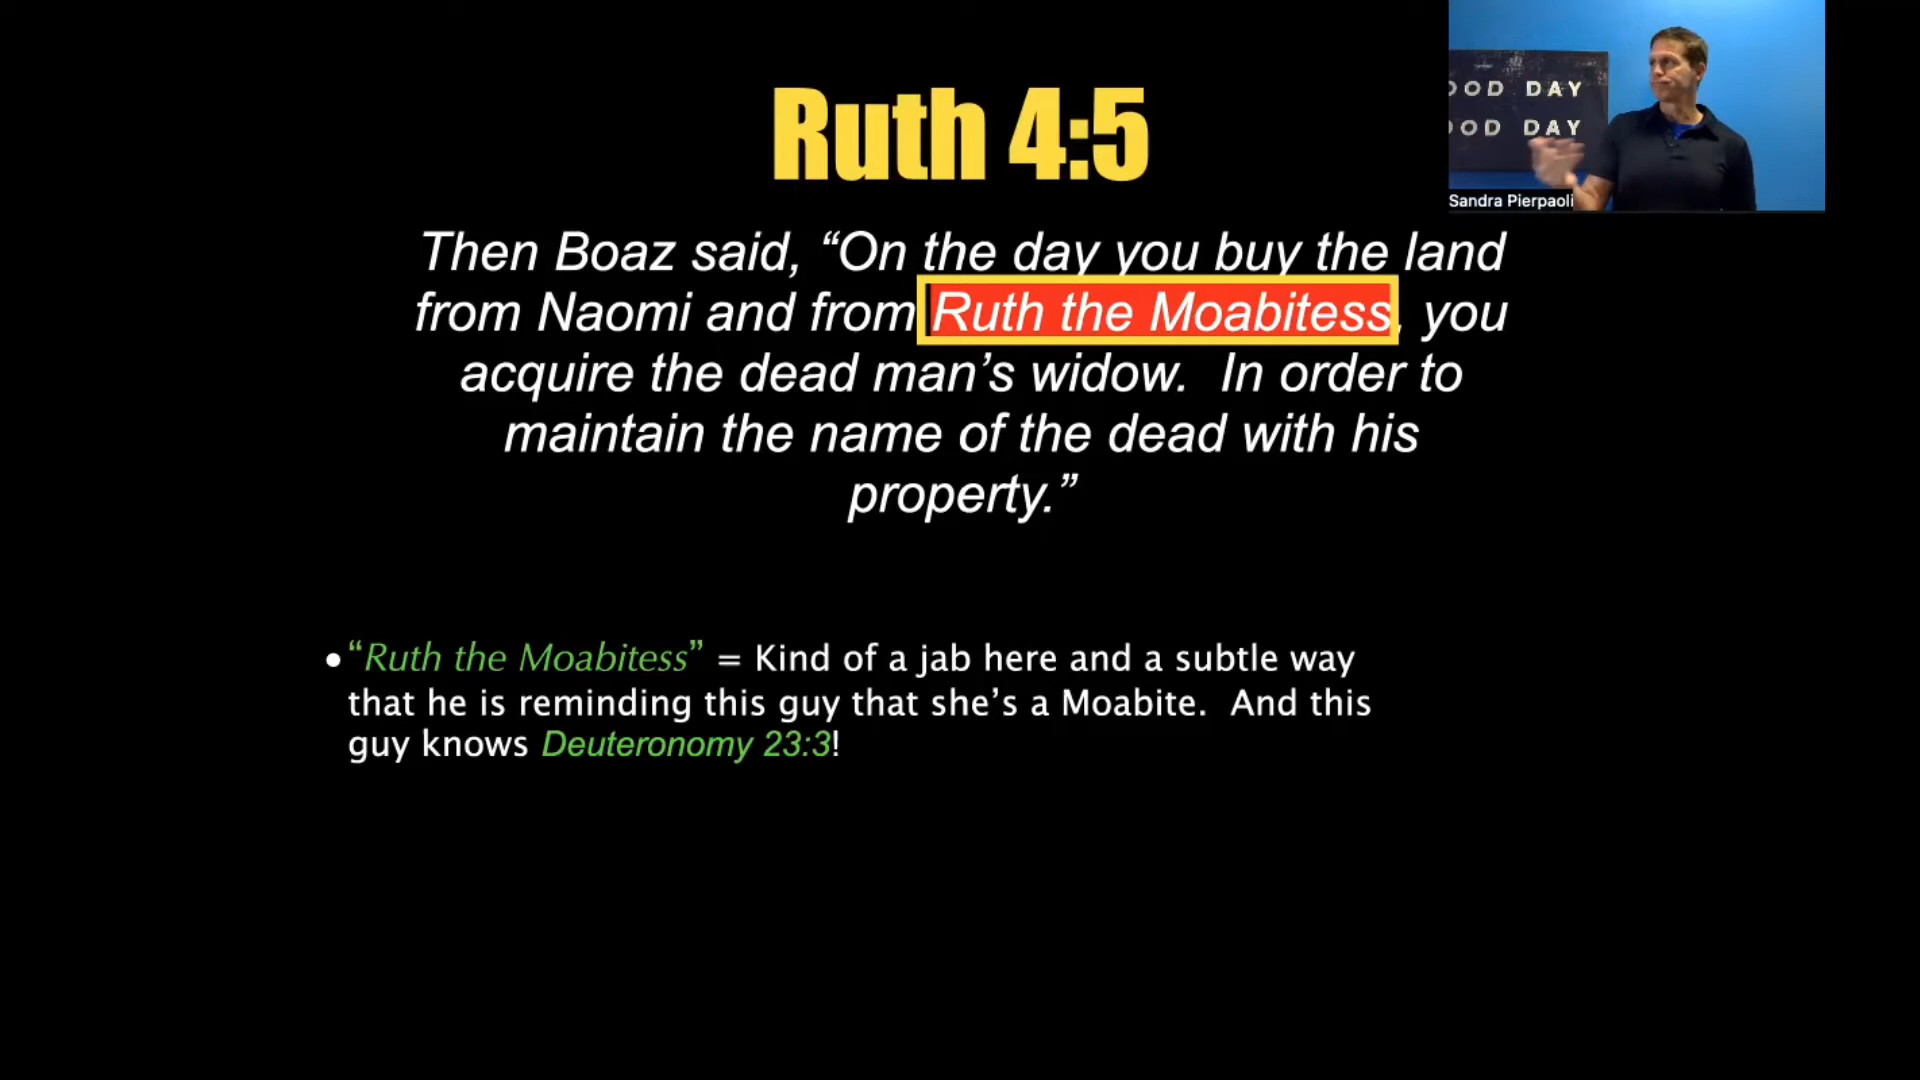 Ruth 4:5
Then Boaz said, “On the day you buy the land
from Naomi and from Ruth the Moabitess, you
acquire the dead man’s widow.  In order to
maintain the name of the dead with his
property.”
•“Ruth the Moabitess” = Kind of a jab here and a subtle way
that he is reminding this guy that she’s a Moabite.  And this
guy knows Deuteronomy 23:3!
OOD DAY
OOD DAY
Sandra Pierpaoli